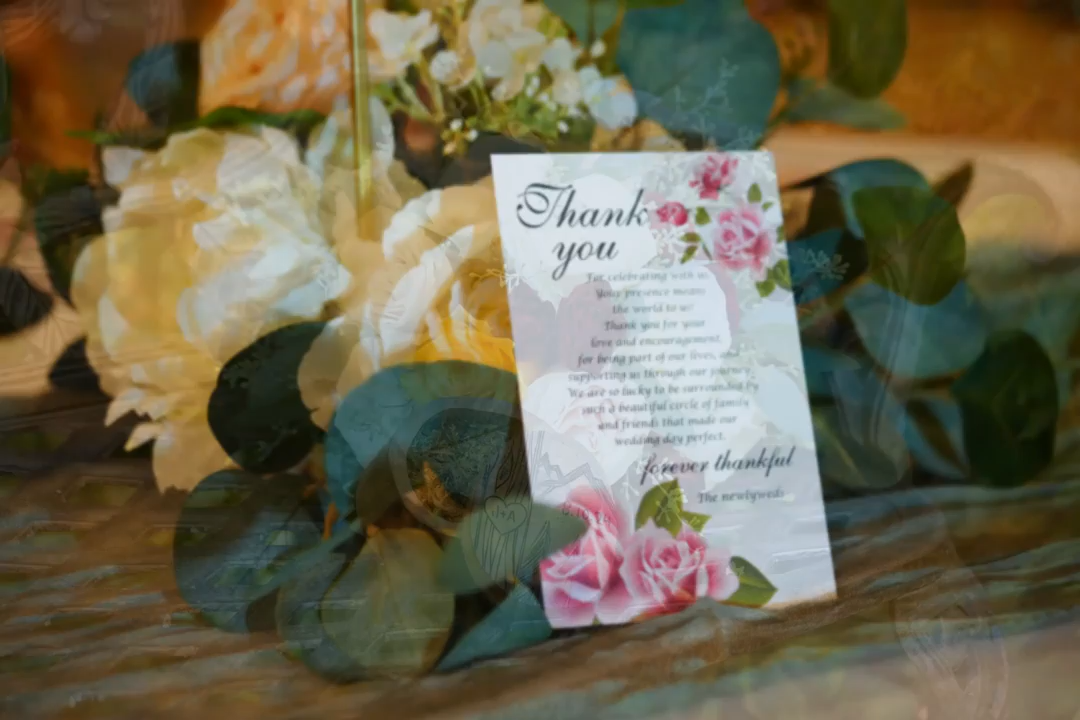 Thank
you
For celebrating with us
Your presence means
the world to us!
Thank you for your
love and encouragement,
for being part of our lives, and
supporting us through our journey.
We are so lucky to be surrounded by
such a beautiful circle of family
and friends that made our
wedding day perfect.
forever thankful
The newlyweds
J+A